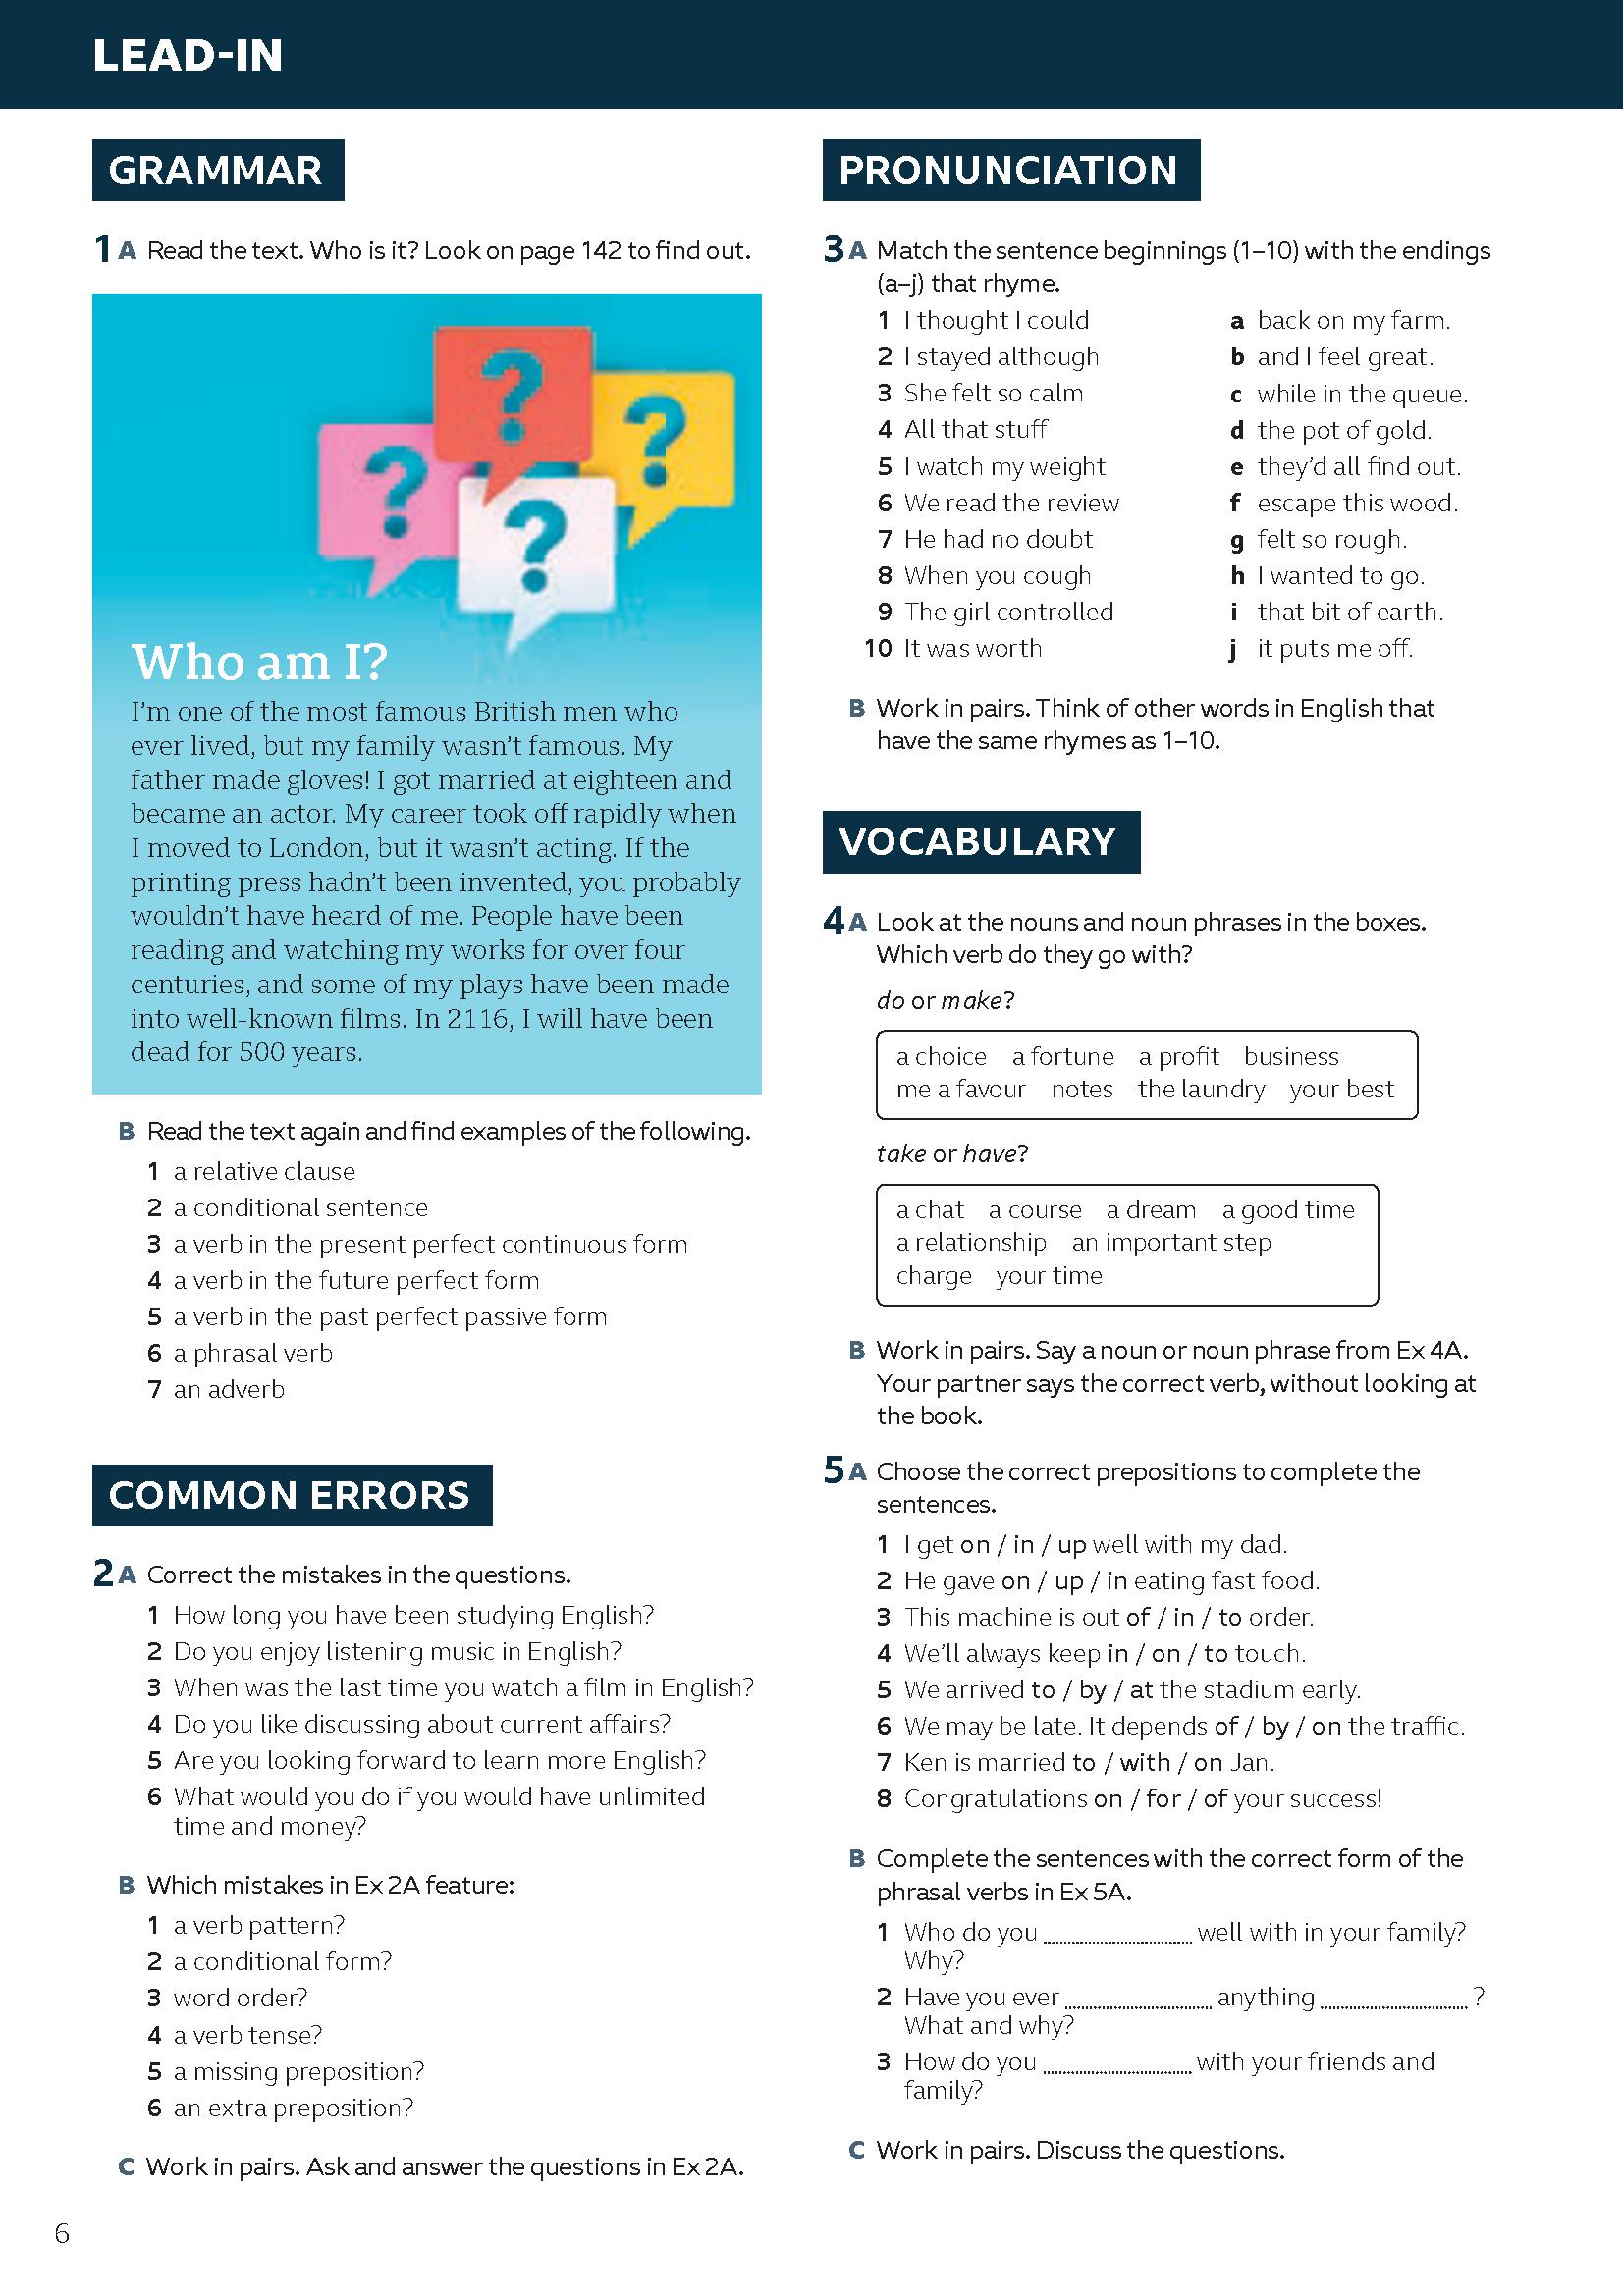 LEAD-IN
GRAMMAR
1 A Read the text. Who is it? Look on page 142 to find out.
? ? ? ?
Who am I?
I'm one of the most famous British men who
ever lived, but my family wasn't famous. My
father made gloves! I got married at eighteen and
became an actor. My career took off rapidly when
I moved to London, but it wasn't acting. If the
printing press hadn't been invented, you probably
wouldn't have heard of me. People have been
reading and watching my works for over four
centuries, and some of my plays have been made
into well-known films. In 2116, I will have been
dead for 500 years.
B Read the text again and find examples of the following.
1 a relative clause
2 a conditional sentence
3 a verb in the present perfect continuous form
4 a verb in the future perfect form
5 a verb in the past perfect passive form
6 a phrasal verb
7 an adverb
COMMON ERRORS
2 A Correct the mistakes in the questions.
1 How long you have been studying English?
2 Do you enjoy listening music in English?
3 When was the last time you watch a film in English?
4 Do you like discussing about current affairs?
5 Are you looking forward to learn more English?
6 What would you do if you would have unlimited
time and money?
B Which mistakes in Ex 2A feature:
1 a verb pattern?
2 a conditional form?
3 word order?
4 a verb tense?
5 a missing preposition?
6 an extra preposition?
C Work in pairs. Ask and answer the questions in Ex 2A.
6
PRONUNCIATION
3 A Match the sentence beginnings (1–10) with the endings
(a–j) that rhyme.
1 I thought I could a back on my farm.
2 I stayed although b and I feel great.
3 She felt so calm c while in the queue.
4 All that stuff d the pot of gold.
5 I watch my weight e they'd all find out.
6 We read the review f escape this wood.
7 He had no doubt g felt so rough.
8 When you cough h I wanted to go.
9 The girl controlled i that bit of earth.
10 It was worth j it puts me off.
B Work in pairs. Think of other words in English that
have the same rhymes as 1–10.
VOCABULARY
4 A Look at the nouns and noun phrases in the boxes.
Which verb do they go with?
do or make?
a choice a fortune a profit business
me a favour notes the laundry your best
take or have?
a chat a course a dream a good time
a relationship an important step
charge your time
B Work in pairs. Say a noun or noun phrase from Ex 4A.
Your partner says the correct verb, without looking at
the book.
5 A Choose the correct prepositions to complete the
sentences.
1 I get on / in / up well with my dad.
2 He gave on / up / in eating fast food.
3 This machine is out of / in / to order.
4 We'll always keep in / on / to touch.
5 We arrived to / by / at the stadium early.
6 We may be late. It depends of / by / on the traffic.
7 Ken is married to / with / on Jan.
8 Congratulations on / for / of your success!
B Complete the sentences with the correct form of the
phrasal verbs in Ex 5A.
1 Who do you ............ well with in your family?
Why?
2 Have you ever ............ anything ............ ?
What and why?
3 How do you ............ with your friends and
family?
C Work in pairs. Discuss the questions.